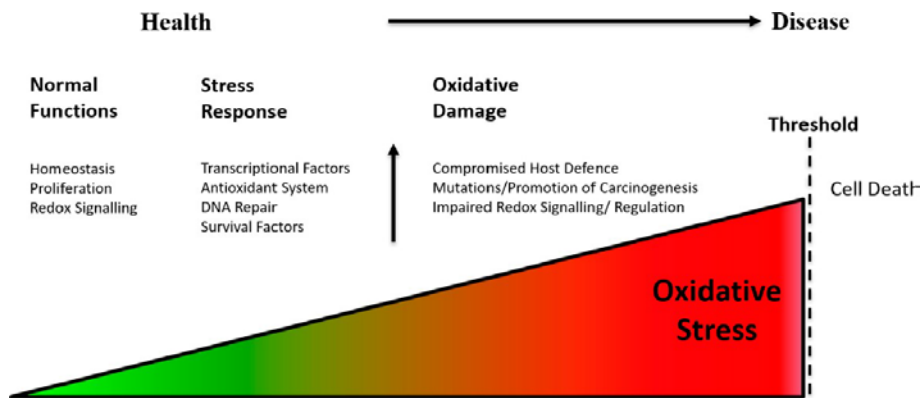 Health
Disease
Normal
Functions
Stress
Response
Oxidative
Damage
Threshold
Homeostasis
Proliferation
Redox Signalling
Transcriptional Factors
Antioxidant System
DNA Repair
Survival Factors
Compromised Host Defence
Mutations/Promotion of Carcinogenesis
Impaired Redox Signalling/ Regulation
Cell Death
Oxidative
Stress